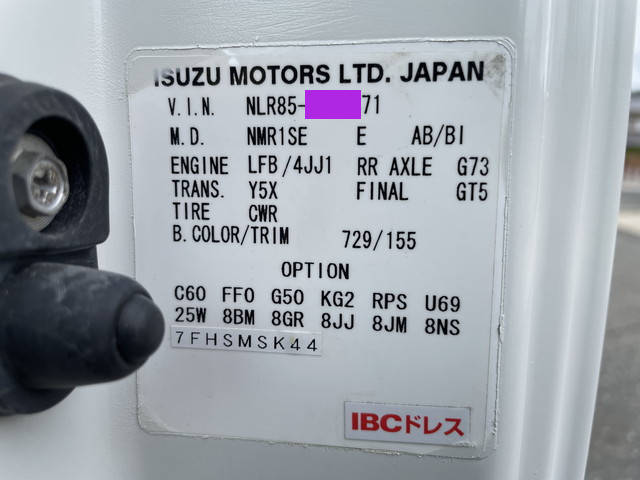 ISUZU MOTORS LTD. JAPAN
V.I.N. NLR85- 71
M.D. NMR1SE E AB/BI
ENGINE LFB/4JJ1 RR AXLE G73
TRANS. Y5X FINAL GT5
TIRE CWR
B.COLOR/TRIM 729/155
OPTION
C60 FF0 G50 KG2 RPS U69
25W 8BM 8GR 8JJ 8JM 8NS
7FHSMSK44
IBCドレス